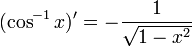 (cos⁻¹ x)′ = −1/√(1 − x²)